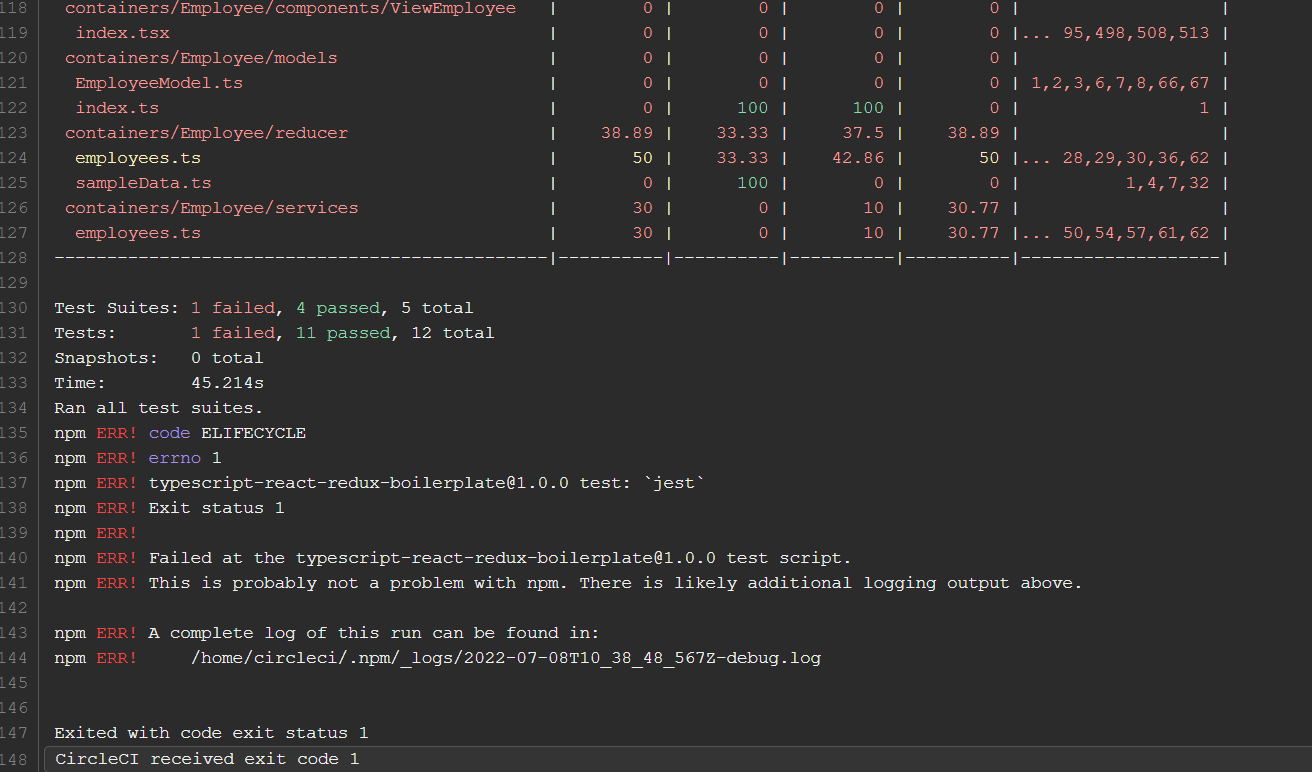 118 containers/Employee/components/ViewEmployee | 0 | 0 | 0 | 0 | |
119 index.tsx | 0 | 0 | 0 | 0 |... 95,498,508,513 |
120 containers/Employee/models | 0 | 0 | 0 | 0 | |
121 EmployeeModel.ts | 0 | 0 | 0 | 0 | 1,2,3,6,7,8,66,67 |
122 index.ts | 0 | 100 | 100 | 0 | 1 |
123 containers/Employee/reducer | 38.89 | 33.33 | 37.5 | 38.89 | |
124 employees.ts | 50 | 33.33 | 42.86 | 50 |... 28,29,30,36,62 |
125 sampleData.ts | 0 | 100 | 0 | 0 | 1,4,7,32 |
126 containers/Employee/services | 30 | 0 | 10 | 30.77 | |
127 employees.ts | 30 | 0 | 10 | 30.77 |... 50,54,57,61,62 |
128 -----------------------------------------------|----------|----------|----------|----------|-------------------|
129
130 Test Suites: 1 failed, 4 passed, 5 total
131 Tests: 1 failed, 11 passed, 12 total
132 Snapshots: 0 total
133 Time: 45.214s
134 Ran all test suites.
135 npm ERR! code ELIFECYCLE
136 npm ERR! errno 1
137 npm ERR! typescript-react-redux-boilerplate@1.0.0 test: `jest`
138 npm ERR! Exit status 1
139 npm ERR!
140 npm ERR! Failed at the typescript-react-redux-boilerplate@1.0.0 test script.
141 npm ERR! This is probably not a problem with npm. There is likely additional logging output above.
142
143 npm ERR! A complete log of this run can be found in:
144 npm ERR! /home/circleci/.npm/_logs/2022-07-08T10_38_48_567Z-debug.log
145
146
147 Exited with code exit status 1
148 CircleCI received exit code 1